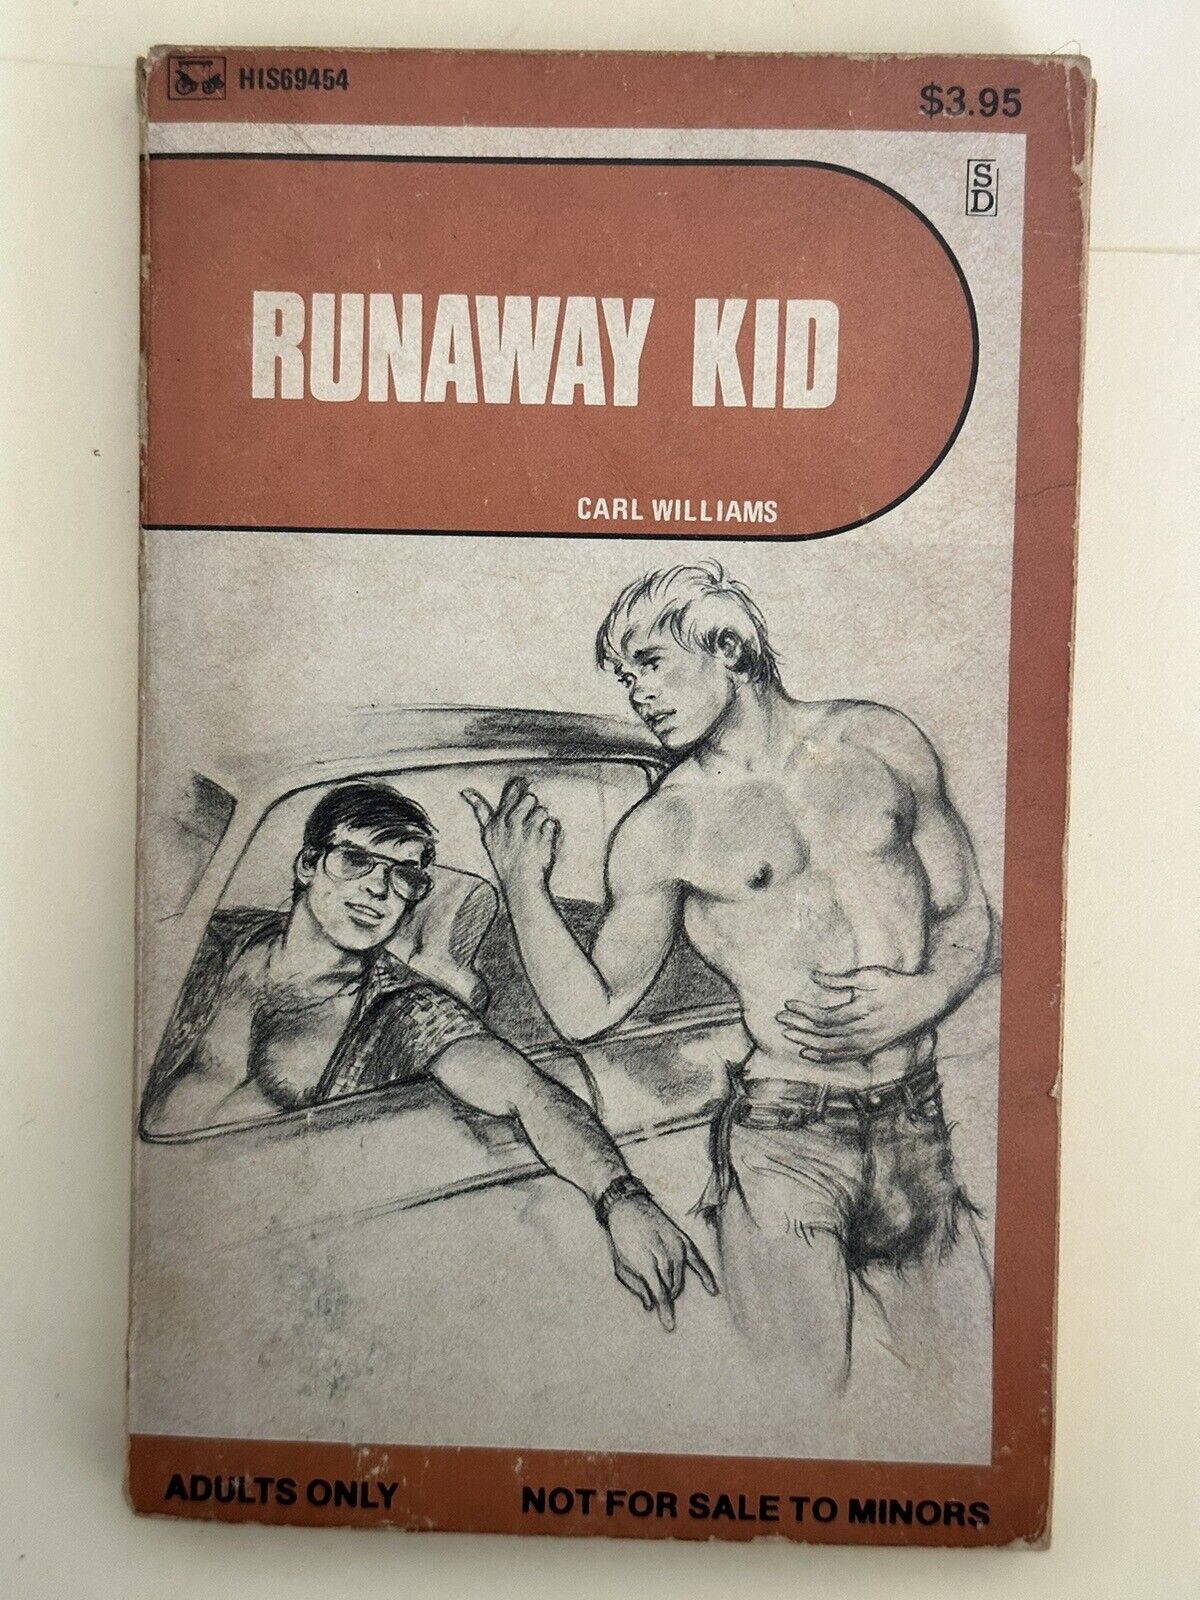 HIS69454
$3.95
SD
RUNAWAY KID
CARL WILLIAMS
ADULTS ONLY
NOT FOR SALE TO MINORS